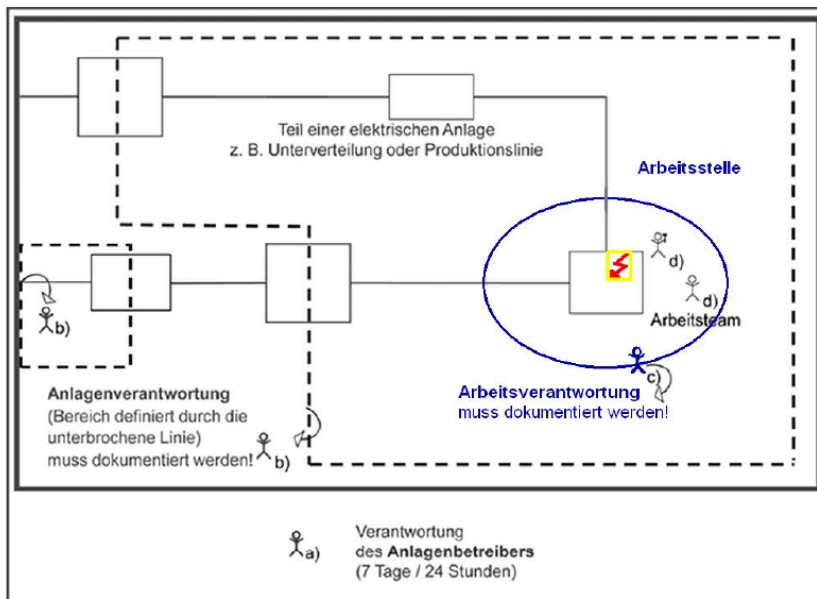 Teil einer elektrischen Anlage
z. B. Unterverteilung oder Produktionslinie
Arbeitsstelle
d)
d)
Arbeitsteam
b)
c)
Anlagenverantwortung
(Bereich definiert durch die
unterbrochene Linie)
muss dokumentiert werden!
b)
Arbeitsverantwortung
muss dokumentiert werden!
a)
Verantwortung
des Anlagenbetreibers
(7 Tage / 24 Stunden)